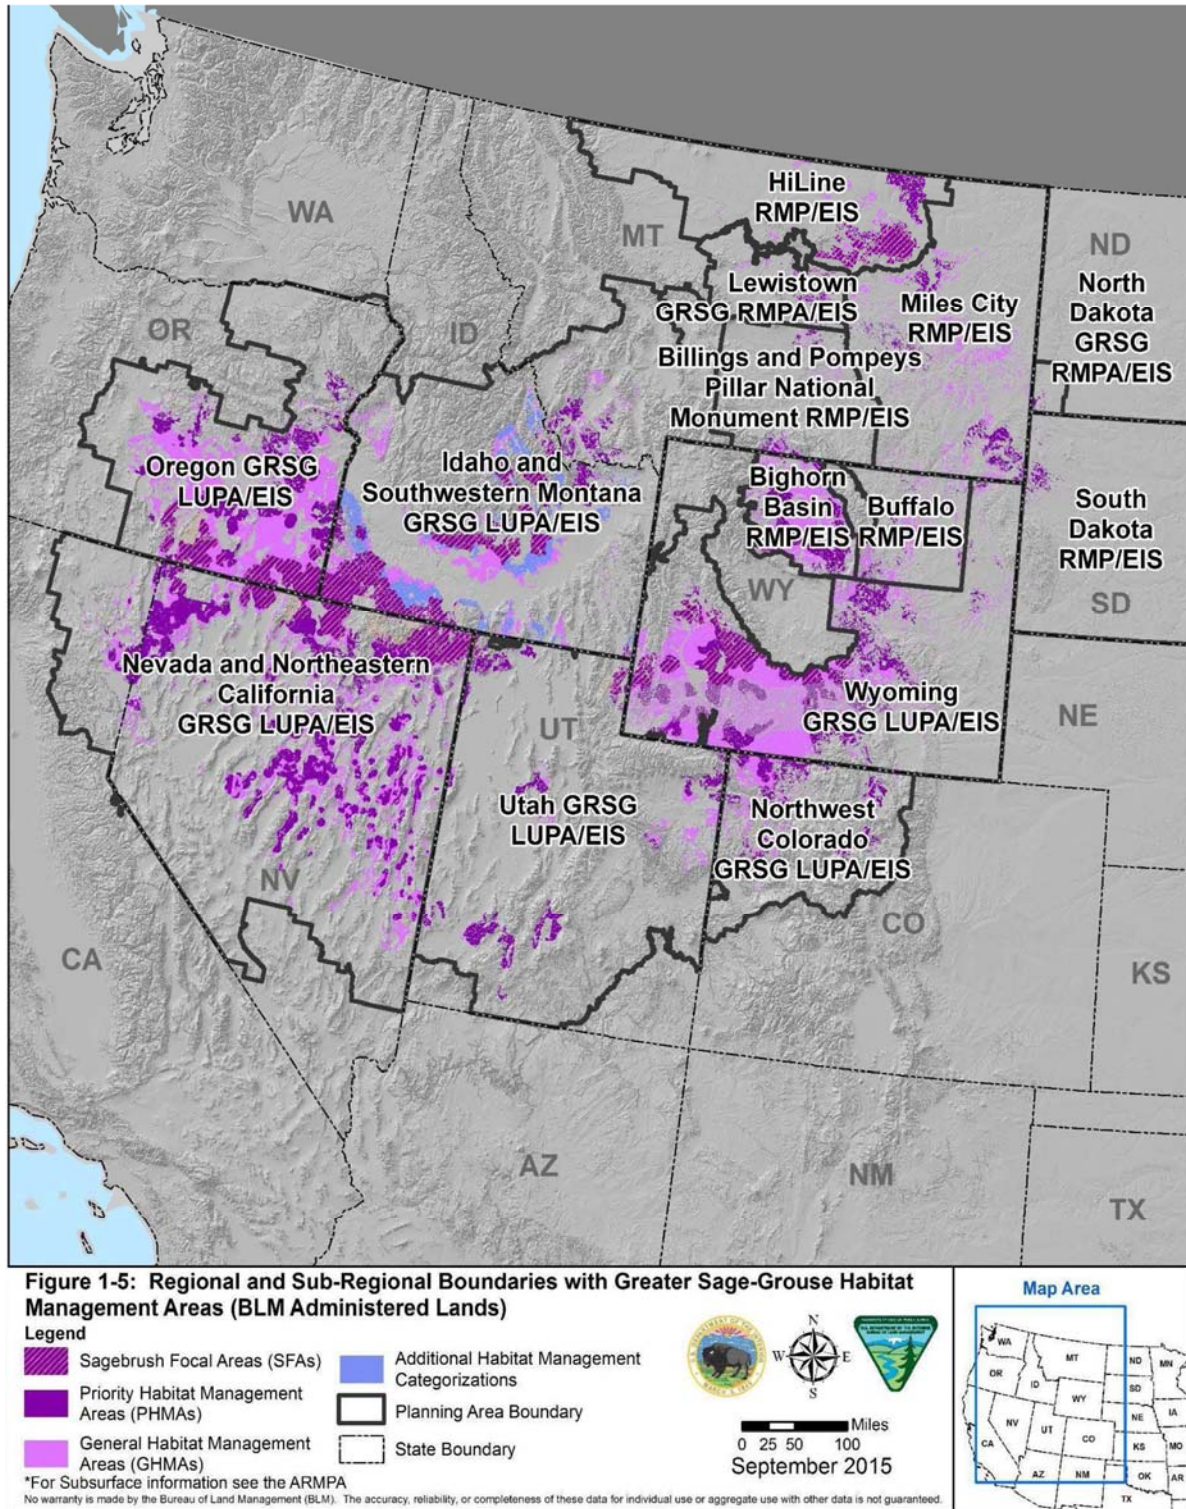 HiLine
RMP/EIS
WA
MT
ND
Lewistown
GRSG RMPA/EIS
Miles City
RMP/EIS
North
Dakota
GRSG
RMPA/EIS
OR
ID
Billings and Pompeys
Pillar National
Monument RMP/EIS
Oregon GRSG
LUPA/EIS
Idaho and
Southwestern Montana
GRSG LUPA/EIS
Bighorn
Basin
RMP/EIS
Buffalo
RMP/EIS
South
Dakota
RMP/EIS
WY
SD
Nevada and Northeastern
California
GRSG LUPA/EIS
Wyoming
GRSG LUPA/EIS
UT
NE
Utah GRSG
LUPA/EIS
Northwest
Colorado
GRSG LUPA/EIS
NV
CO
CA
KS
AZ
NM
TX
Figure 1-5: Regional and Sub-Regional Boundaries with Greater Sage-Grouse Habitat
Management Areas (BLM Administered Lands)
Legend
Sagebrush Focal Areas (SFAs)
Priority Habitat Management
Areas (PHMAs)
General Habitat Management
Areas (GHMAs)
Additional Habitat Management
Categorizations
Planning Area Boundary
State Boundary
*For Subsurface information see the ARMPA
No warranty is made by the Bureau of Land Management (BLM). The accuracy, reliability, or completeness of these data for individual use or aggregate use with other data is not guaranteed.
N
W E
S
Miles
0 25 50 100
September 2015
Map Area
WA
MT
ND
MN
OR
ID
SD
WY
NE
IA
NV
UT
CO
CA
KS
MO
AZ
NM
OK
AR
TX